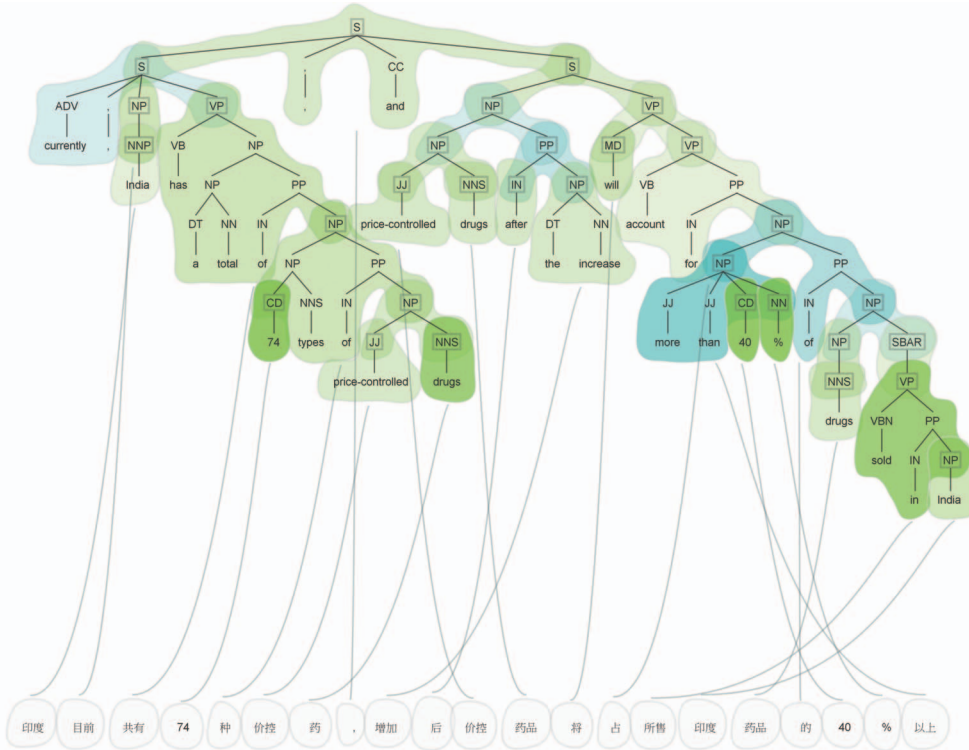 S
S , CC S
ADV , NP VP , and NP VP
currently , NNP VB NP NP PP MD VP
India has NP PP JJ NNS IN NP will VB PP
DT NN IN NP price-controlled drugs after DT NN account IN NP
a total of NP PP the increase for NP PP
CD NNS IN NP JJ JJ CD NN IN NP
74 types of JJ NNS more than 40 % of NP SBAR
price-controlled drugs NNS VP
drugs VBN PP
sold IN NP
in India
印度 目前 共有 74 种 价控 药 , 增加 后 价控 药品 将 占 所售 印度 药品 的 40 % 以上